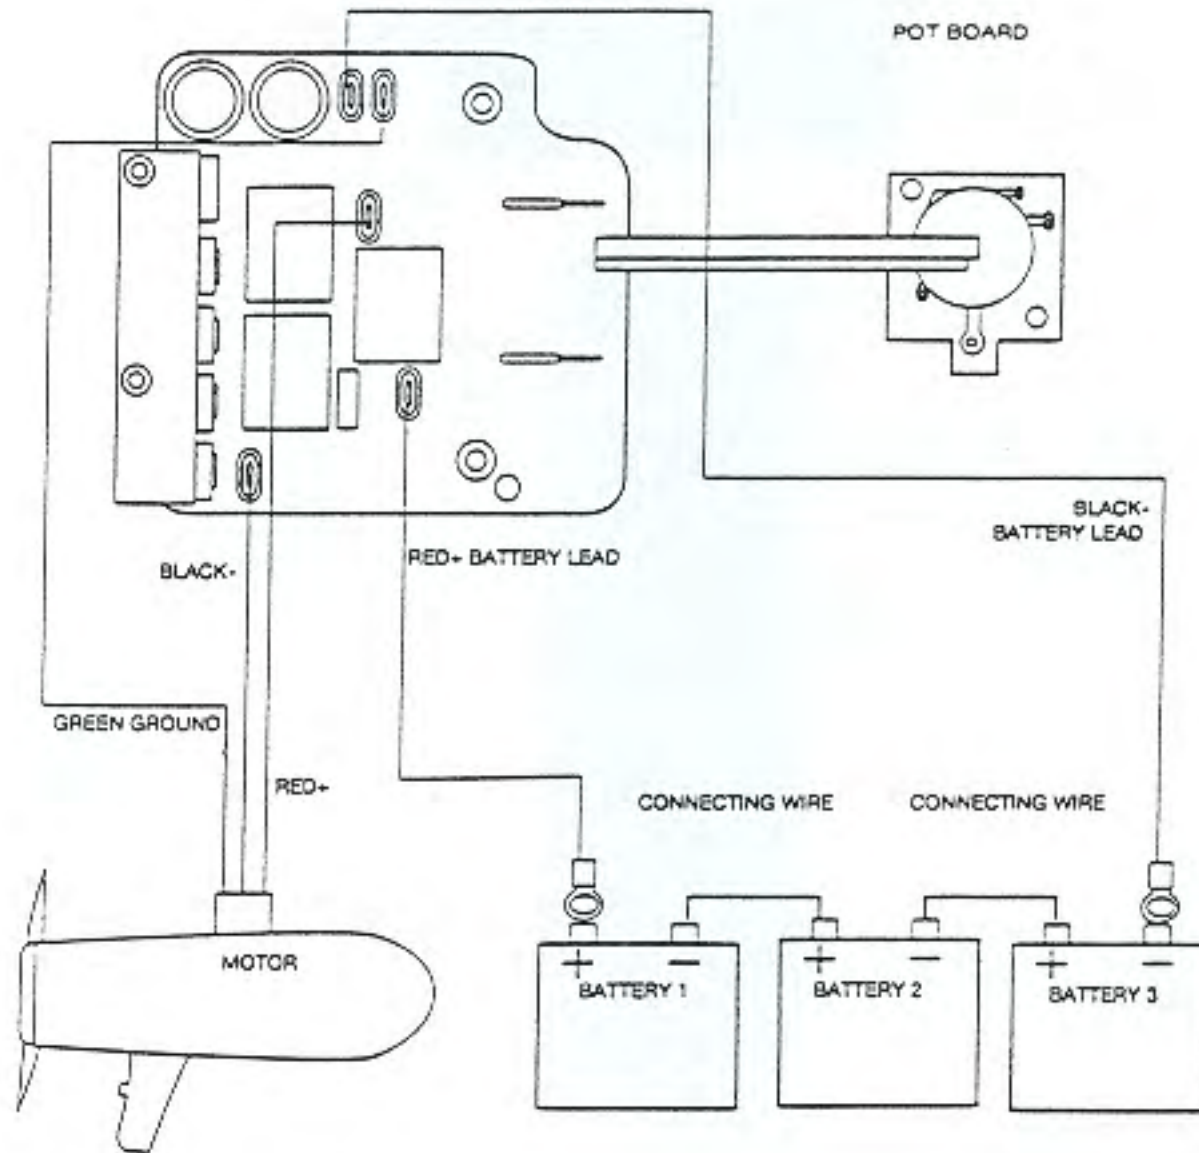 POT BOARD
BLACK-
BATTERY LEAD
RED+ BATTERY LEAD
BLACK-
GREEN GROUND
RED+
CONNECTING WIRE
CONNECTING WIRE
MOTOR
+ -
BATTERY 1
+ -
BATTERY 2
+ -
BATTERY 3